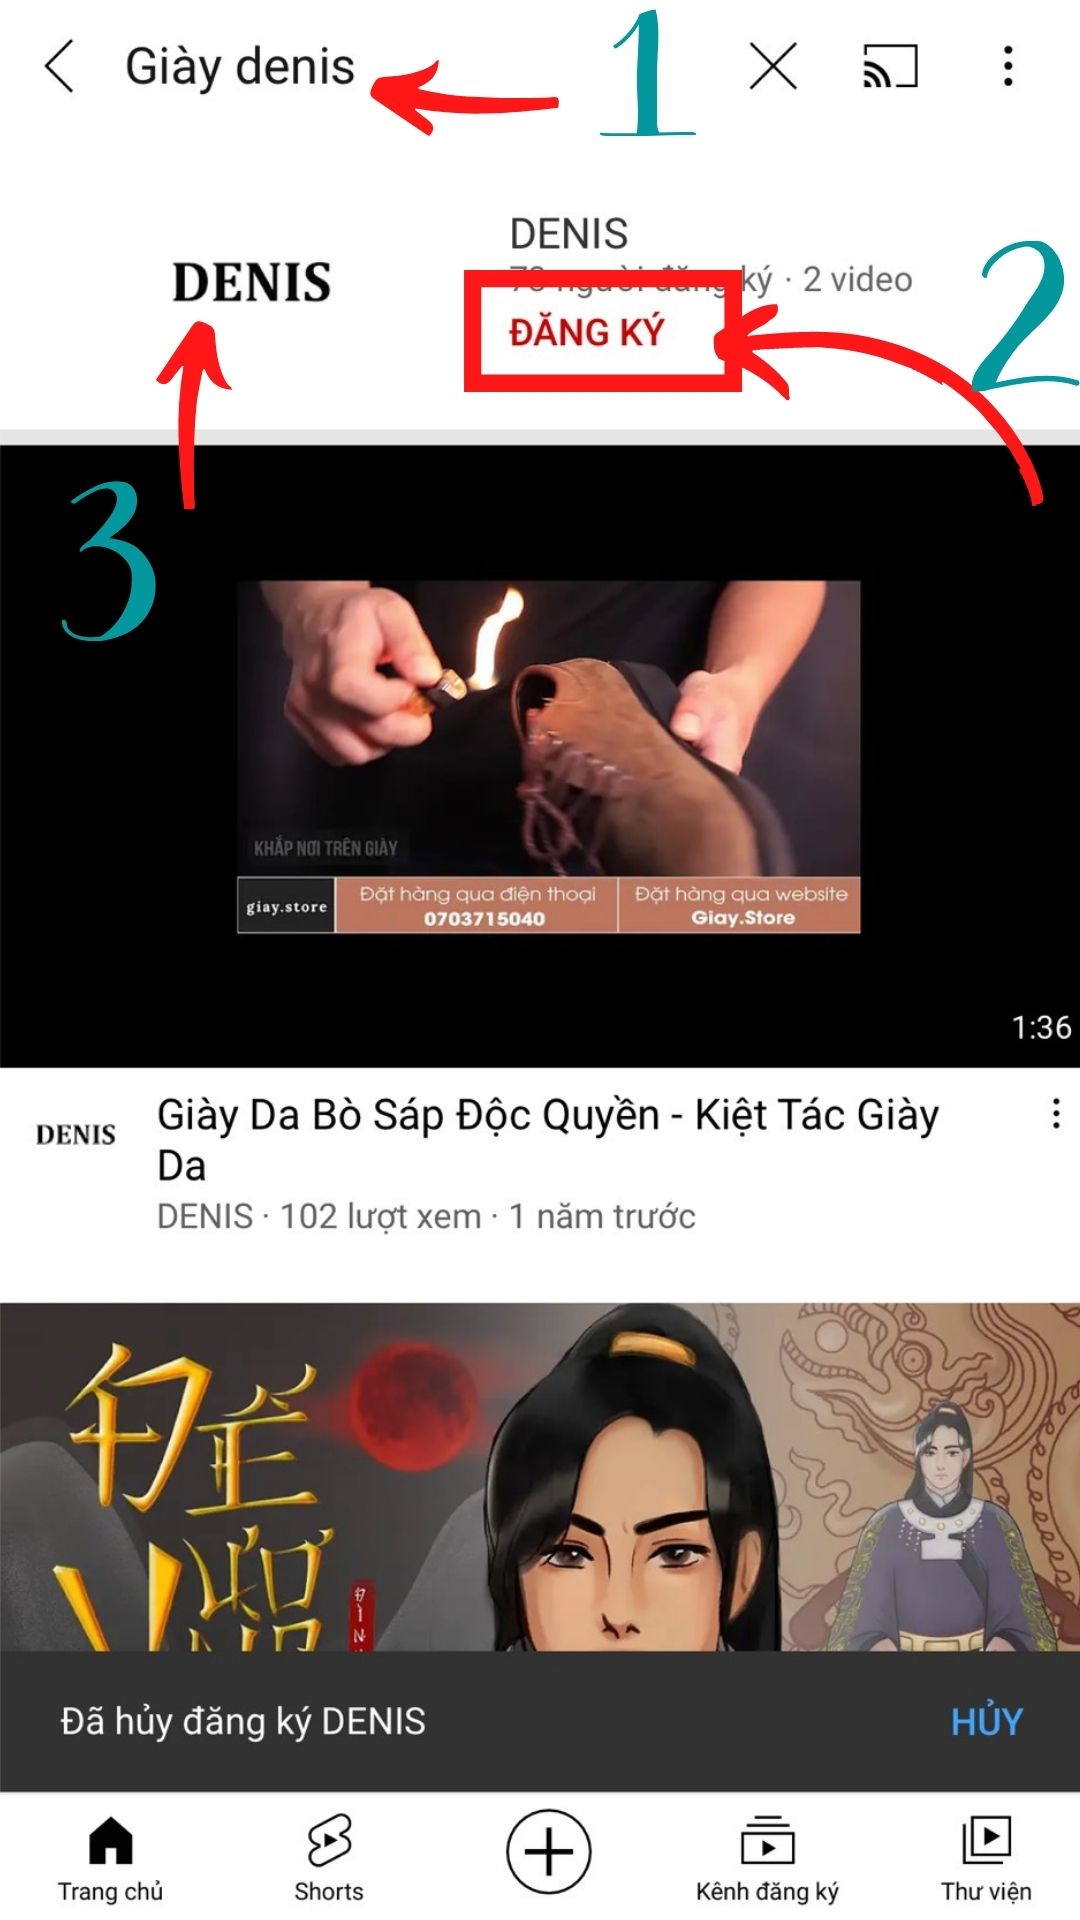 Giày denis
1
DENIS
DENIS
78 người đăng ký · 2 video
ĐĂNG KÝ
2
3
KHẮP NƠI TRÊN GIÀY
giay.store
Đặt hàng qua điện thoại
0703715040
Đặt hàng qua website
Giay.Store
1:36
DENIS
Giày Da Bò Sáp Độc Quyền - Kiệt Tác Giày
Da
DENIS · 102 lượt xem · 1 năm trước
Đã hủy đăng ký DENIS
HỦY
Trang chủ
Shorts
Kênh đăng ký
Thư viện